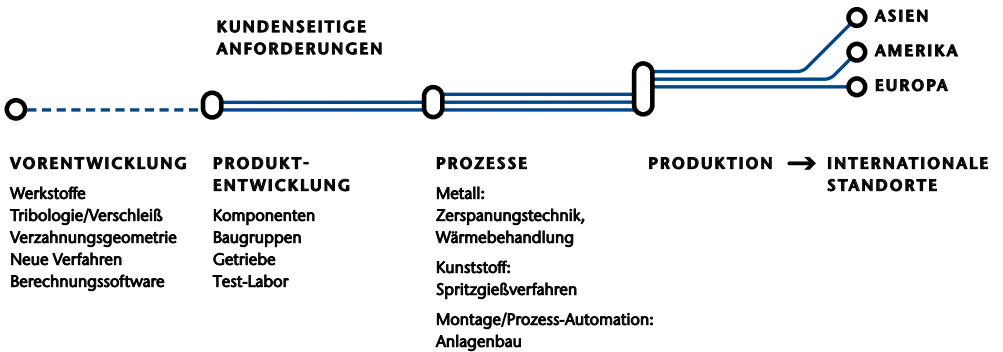 KUNDENSEITIGE
ANFORDERUNGEN
ASIEN
AMERIKA
EUROPA
VORENTWICKLUNG
Werkstoffe
Tribologie/Verschleiß
Verzahnungsgeometrie
Neue Verfahren
Berechnungssoftware
PRODUKT-
ENTWICKLUNG
Komponenten
Baugruppen
Getriebe
Test-Labor
PROZESSE
Metall:
Zerspanungstechnik,
Wärmebehandlung
Kunststoff:
Spritzgießverfahren
Montage/Prozess-Automation:
Anlagenbau
PRODUKTION → INTERNATIONALE
STANDORTE